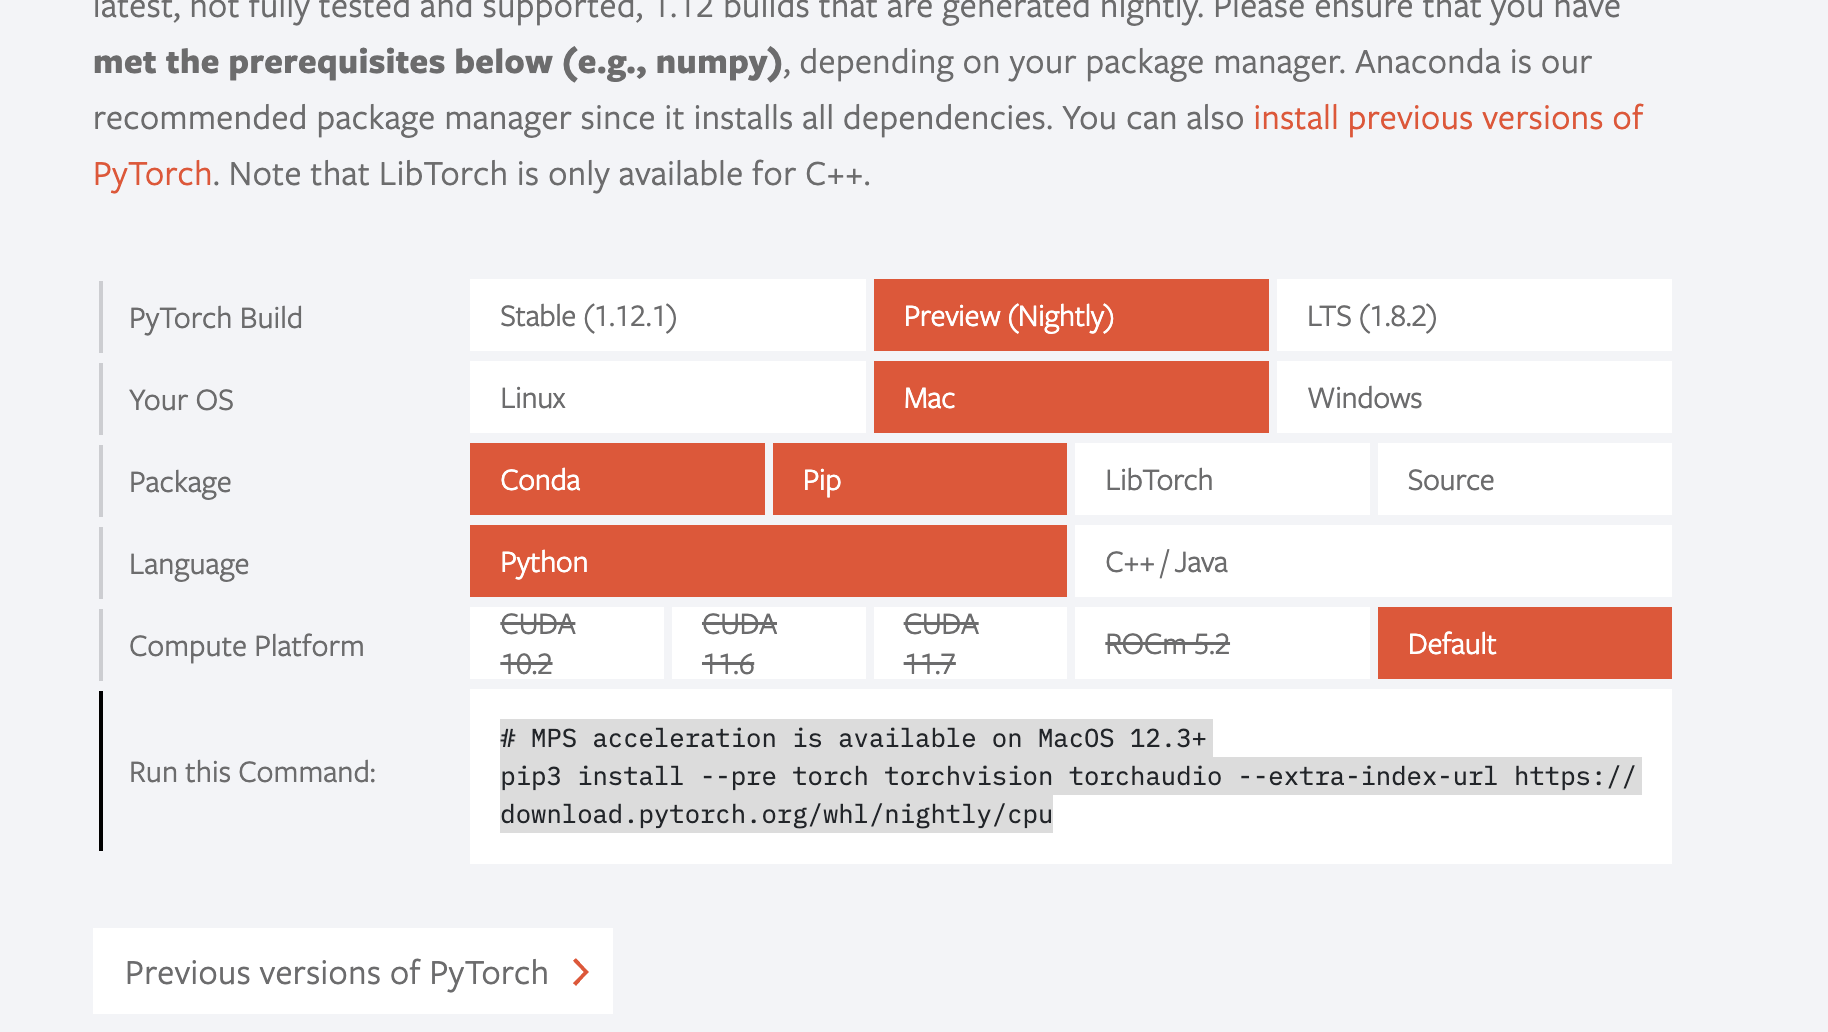 latest, not fully tested and supported, 1.12 builds that are generated nightly. Please ensure that you have
met the prerequisites below (e.g., numpy), depending on your package manager. Anaconda is our
recommended package manager since it installs all dependencies. You can also install previous versions of
PyTorch. Note that LibTorch is only available for C++.
PyTorch Build
Stable (1.12.1)
Preview (Nightly)
LTS (1.8.2)
Your OS
Linux
Mac
Windows
Package
Conda
Pip
LibTorch
Source
Language
Python
C++ / Java
Compute Platform
CUDA
10.2
CUDA
11.6
CUDA
11.7
ROCm 5.2
Default
Run this Command:
# MPS acceleration is available on MacOS 12.3+
pip3 install --pre torch torchvision torchaudio --extra-index-url https://
download.pytorch.org/whl/nightly/cpu
Previous versions of PyTorch